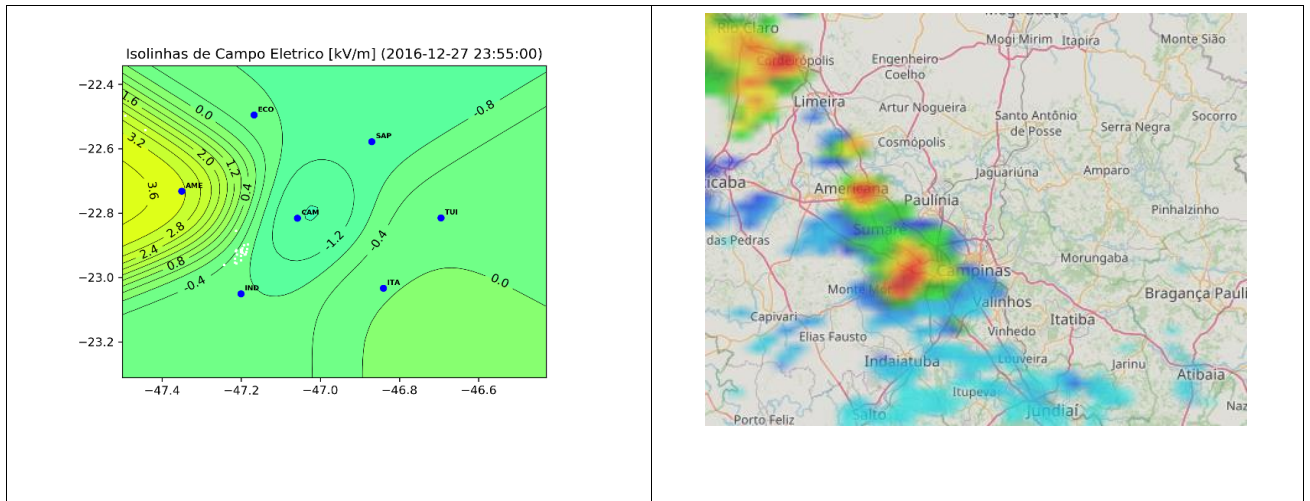 Isolinhas de Campo Eletrico [kV/m] (2016-12-27 23:55:00)
−22.4
−22.6
−22.8
−23.0
−23.2
−47.4
−47.2
−47.0
−46.8
−46.6
1.6
0.0
-0.8
3.2
2.0
1.2
0.4
3.6
2.8
2.4
0.8
-0.4
-1.2
-0.4
0.0
ECO
SAP
AME
CAM
TUI
IND
ITA
Rio Claro
Mogi Mirim
Itapira
Monte Sião
Cordeirópolis
Engenheiro
Coelho
Limeira
Artur Nogueira
Santo Antônio
de Posse
Serra Negra
Socorro
Cosmópolis
icaba
Americana
Jaguariúna
Amparo
Paulínia
Pinhalzinho
das Pedras
Sumaré
Campinas
Morungaba
Monte Mor
Valinhos
Bragança Pauli
Capivari
Elias Fausto
Vinhedo
Itatiba
Indaiatuba
Louveira
Jarinu
Atibaia
Itupeva
Salto
Jundiaí
Porto Feliz
Naz